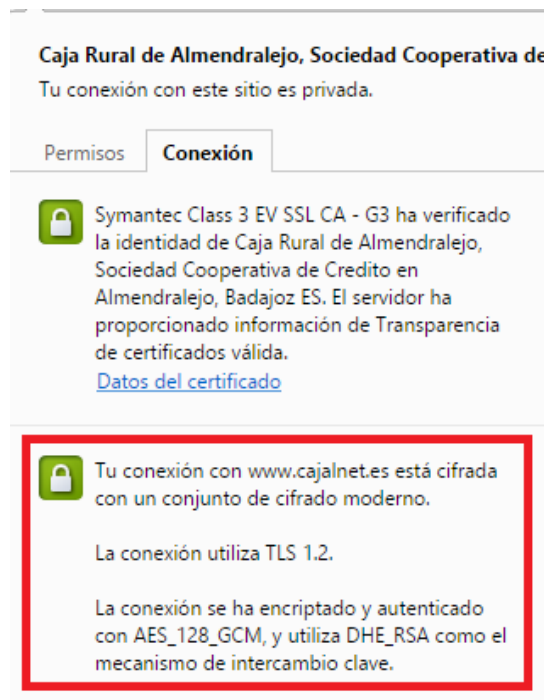 Caja Rural de Almendralejo, Sociedad Cooperativa de
Tu conexión con este sitio es privada.
Permisos
Conexión
Symantec Class 3 EV SSL CA - G3 ha verificado
la identidad de Caja Rural de Almendralejo,
Sociedad Cooperativa de Credito en
Almendralejo, Badajoz ES. El servidor ha
proporcionado información de Transparencia
de certificados válida.
Datos del certificado
Tu conexión con www.cajalnet.es está cifrada
con un conjunto de cifrado moderno.
La conexión utiliza TLS 1.2.
La conexión se ha encriptado y autenticado
con AES_128_GCM, y utiliza DHE_RSA como el
mecanismo de intercambio clave.